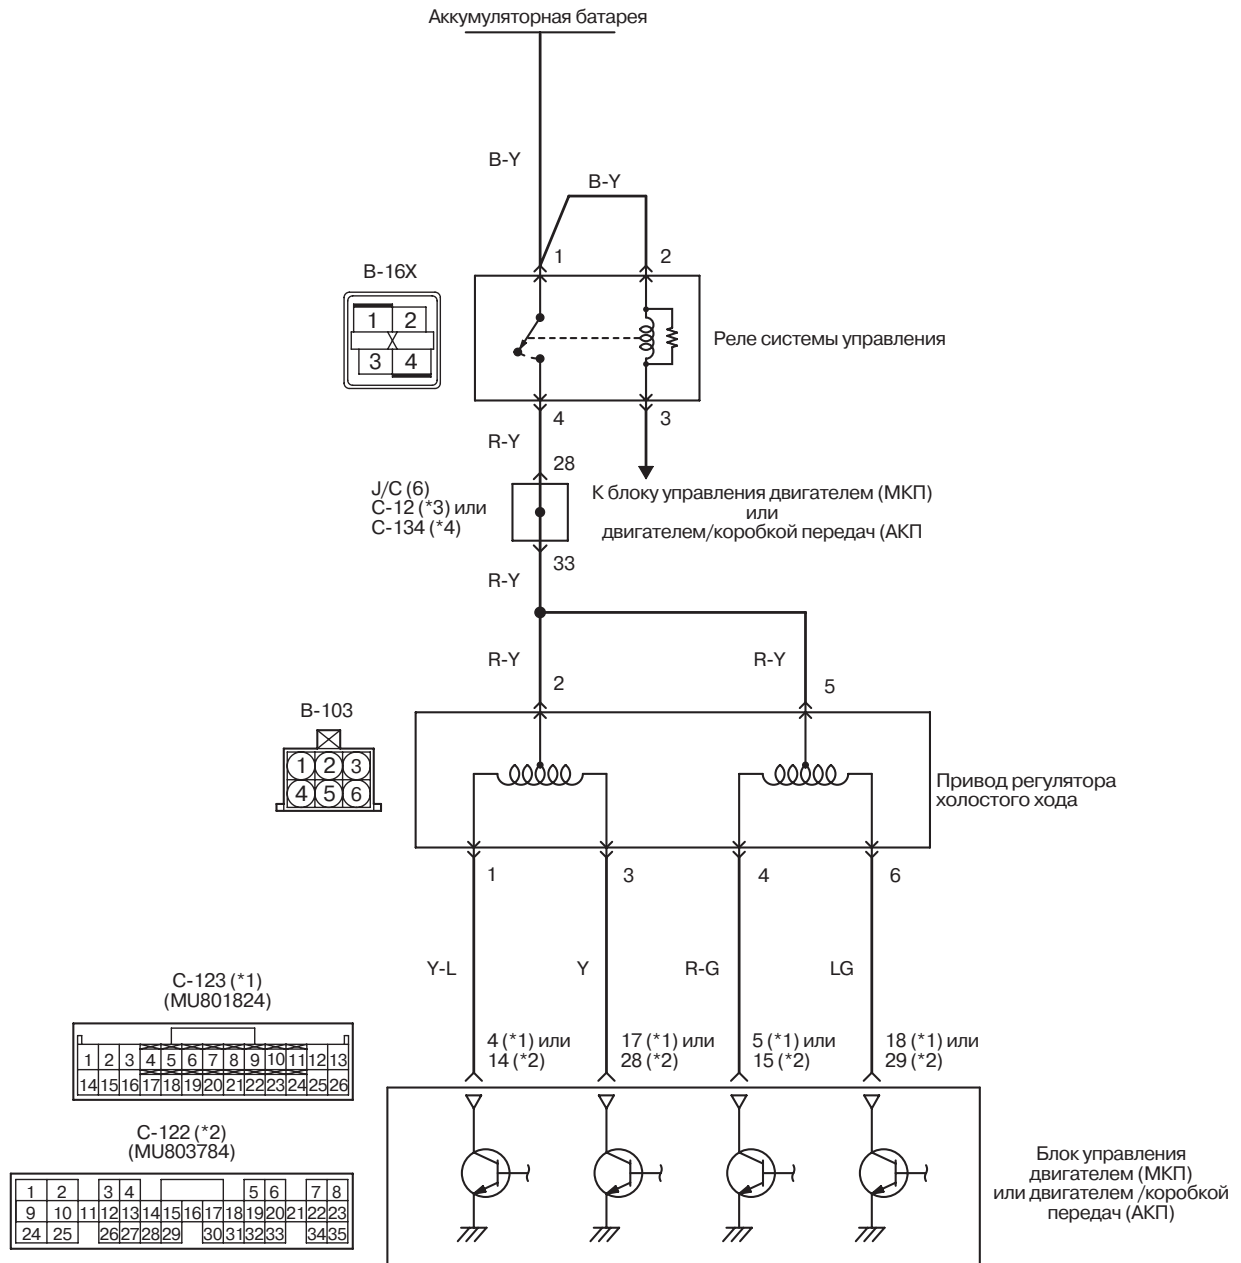 Аккумуляторная батарея
B-Y
B-Y
1
2
B-16X
1 2
3 4
Реле системы управления
4
3
R-Y
28
J/C (6)
C-12 (*3) или
C-134 (*4)
К блоку управления двигателем (МКП)
или
двигателем/коробкой передач (АКП
33
R-Y
R-Y
R-Y
2
5
B-103
1 2 3
4 5 6
Привод регулятора
холостого хода
1
3
4
6
Y-L
Y
R-G
LG
C-123 (*1)
(MU801824)
1 2 3 4 5 6 7 8 9 10 11 12 13
14 15 16 17 18 19 20 21 22 23 24 25 26
4 (*1) или
14 (*2)
17 (*1) или
28 (*2)
5 (*1) или
15 (*2)
18 (*1) или
29 (*2)
C-122 (*2)
(MU803784)
1 2 3 4 5 6 7 8
9 10 11 12 13 14 15 16 17 18 19 20 21 22 23
24 25 26 27 28 29 30 31 32 33 34 35
Блок управления
двигателем (МКП)
или двигателем /коробкой
передач (АКП)